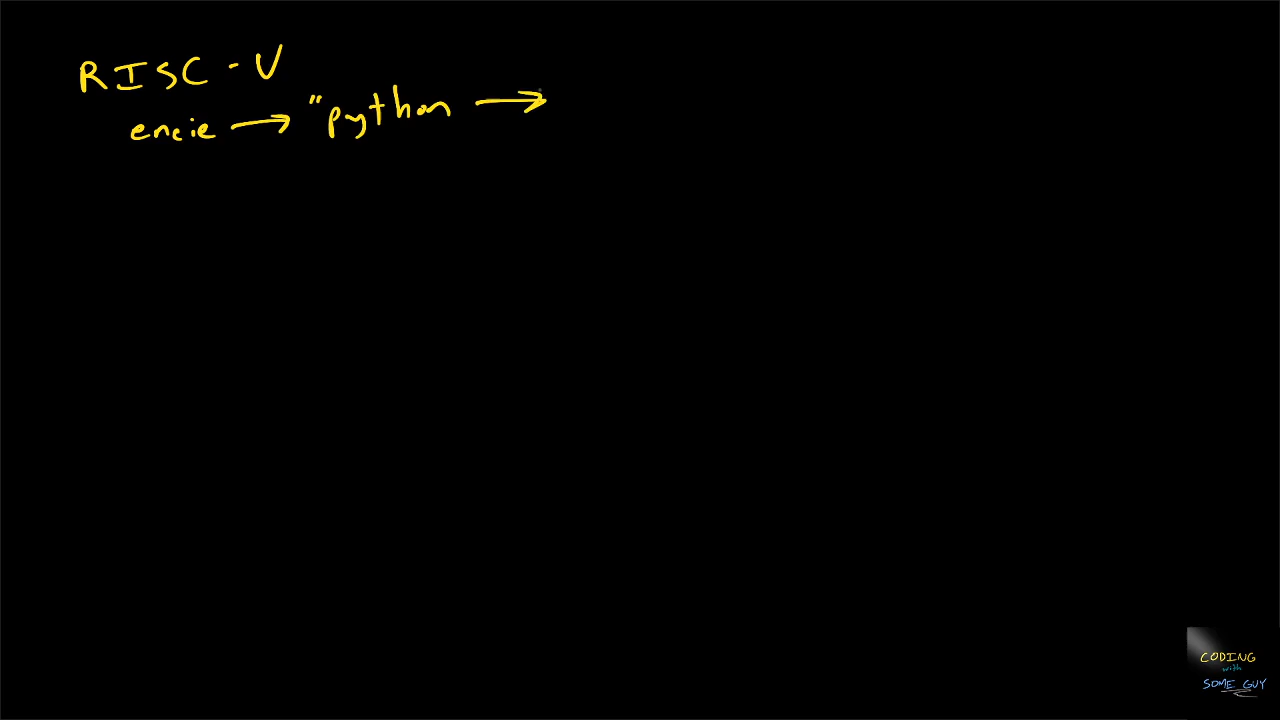 RISC-V
encie → "python →
CODING
with
SOME GUY